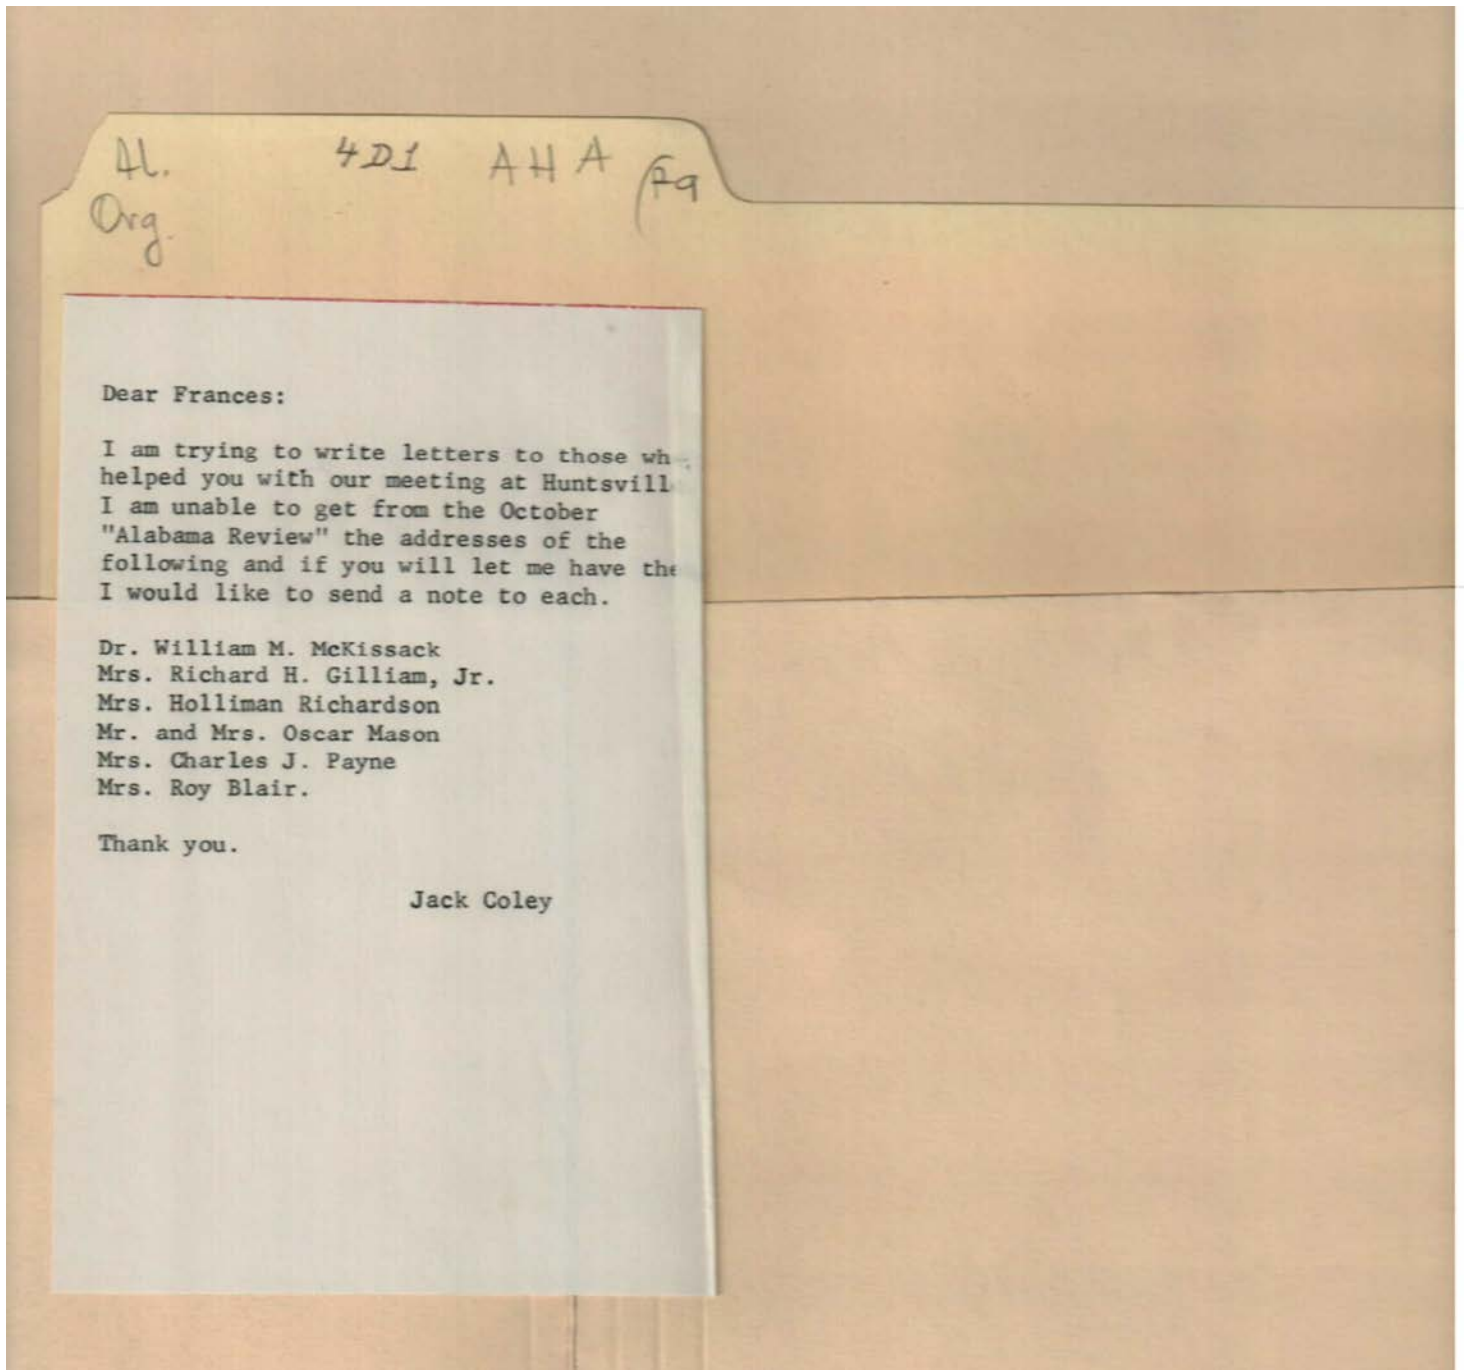 Al. 4D1 AHA
Org.
Dear Frances:
I am trying to write letters to those wh
helped you with our meeting at Huntsvill
I am unable to get from the October
"Alabama Review" the addresses of the
following and if you will let me have the
I would like to send a note to each.
Dr. William M. McKissack
Mrs. Richard H. Gilliam, Jr.
Mrs. Holliman Richardson
Mr. and Mrs. Oscar Mason
Mrs. Charles J. Payne
Mrs. Roy Blair.
Thank you.
Jack Coley